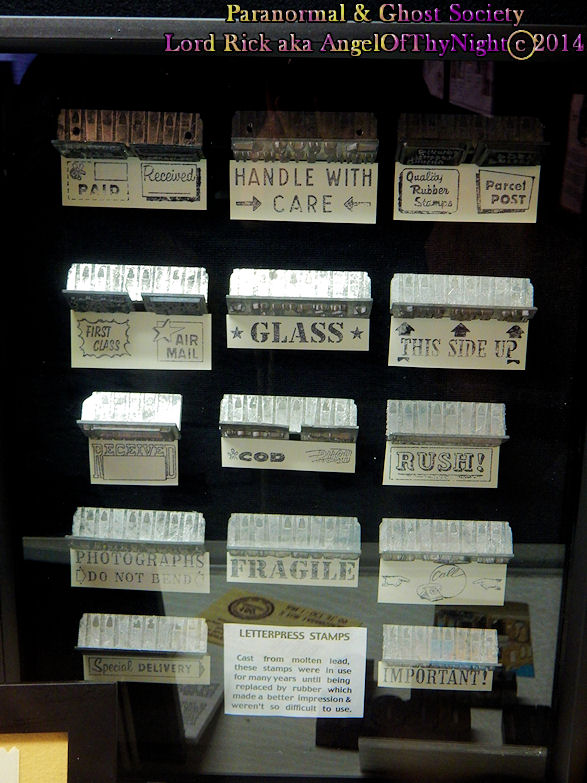 Paranormal & Ghost Society
Lord Rick aka AngelOfThyNight©2014
PAID
Received
HANDLE WITH
CARE
Quality
Rubber
Stamps
Parcel
POST
FIRST
CLASS
AIR
MAIL
GLASS
THIS SIDE UP
RECEIVED
COD
RUSH!
PHOTOGRAPHS
DO NOT BEND
FRAGILE
Call
Special DELIVERY
LETTERPRESS STAMPS
Cast from molten lead,
these stamps were in use
for many years until being
replaced by rubber which
made a better impression &
weren't so difficult to use.
IMPORTANT!